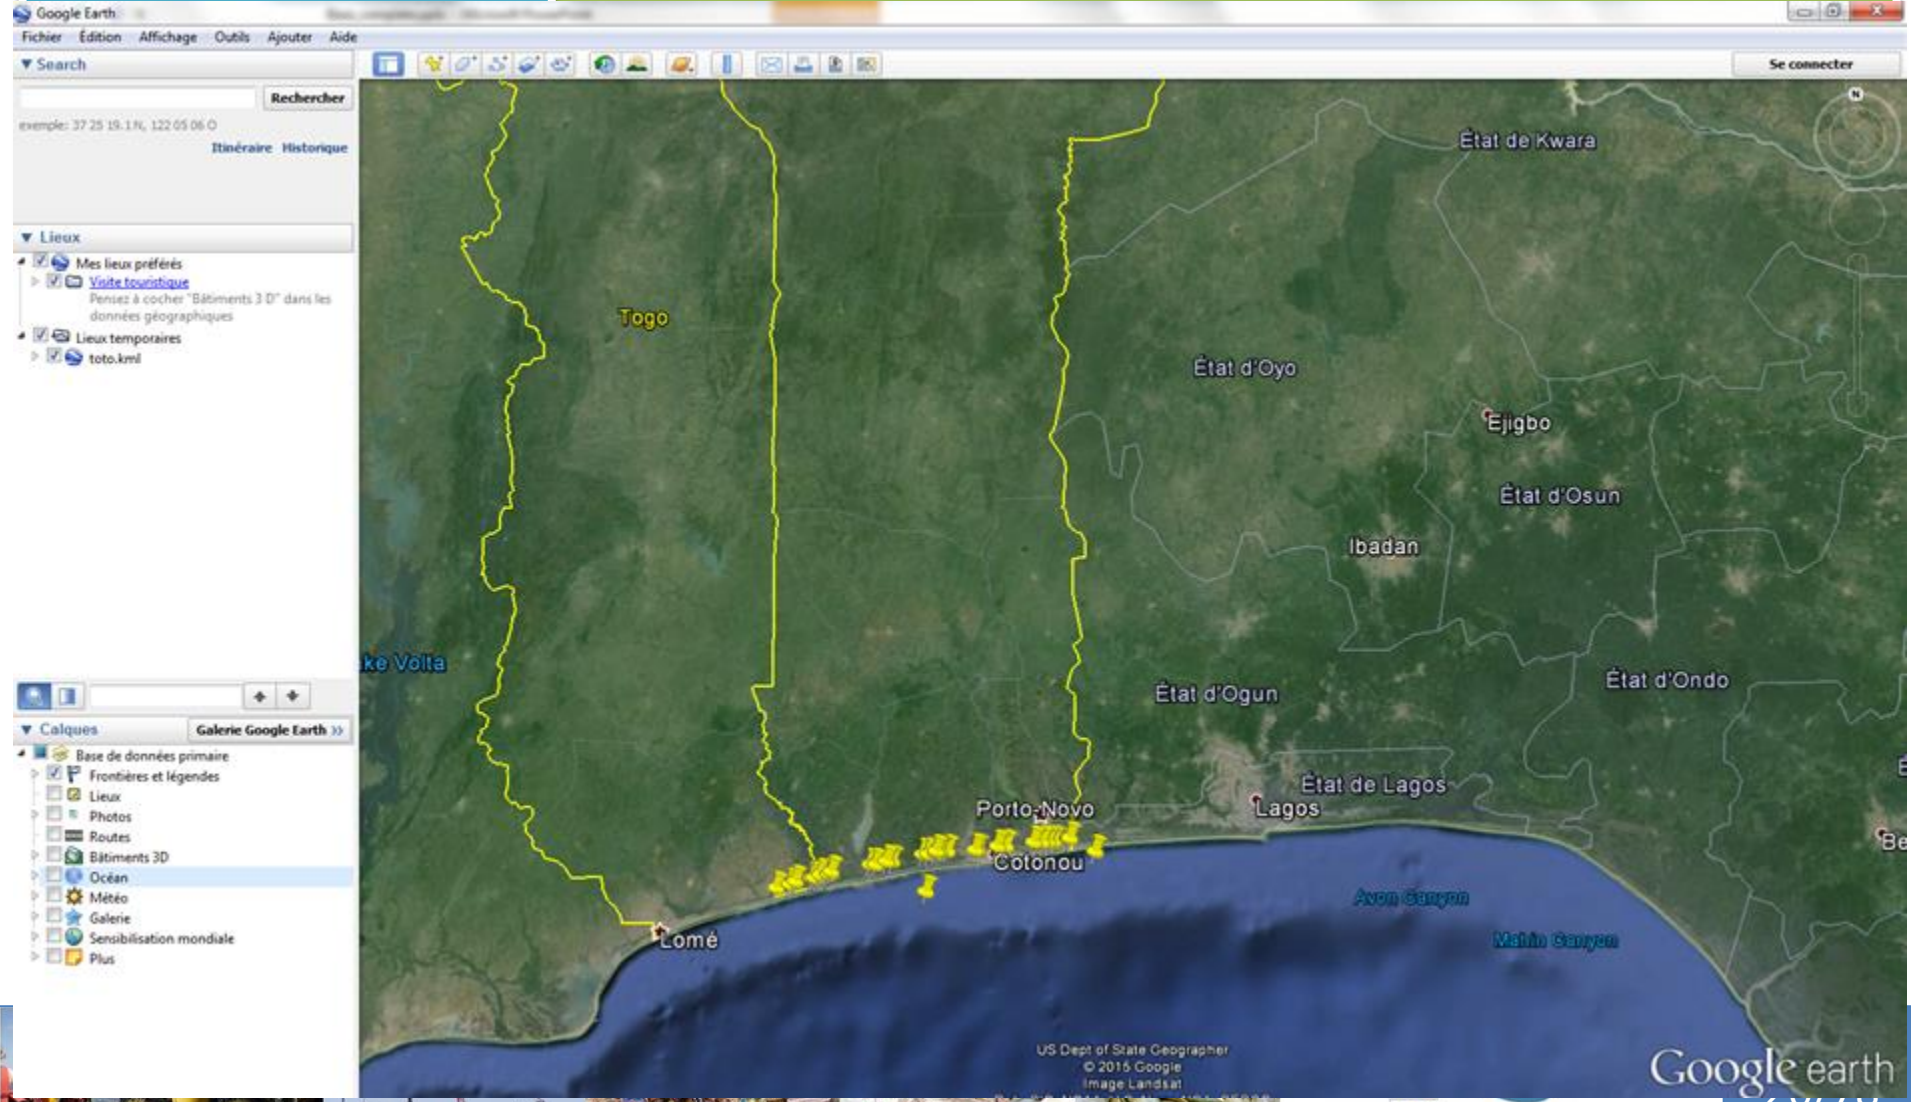 Google Earth
Fichier Édition Affichage Outils Ajouter Aide
Search
Rechercher
exemple: 37 25 19.1 N, 122 05 06 O
Itinéraire Historique
Lieux
Mes lieux préférés
Visite touristique
Pensez à cocher "Bâtiments 3 D" dans les
données géographiques
Lieux temporaires
toto.kml
Calques
Galerie Google Earth >>
Base de données primaire
Frontières et légendes
Lieux
Photos
Routes
Bâtiments 3D
Océan
Météo
Galerie
Sensibilisation mondiale
Plus
Se connecter
N
État de Kwara
Togo
État d'Oyo
Ejigbo
État d'Osun
Ibadan
ke Volta
État d'Ogun
État d'Ondo
État de Lagos
Porto-Novo
Lagos
Be
Cotonou
Avon Canyon
Lomé
Mahin Canyon
US Dept of State Geographer
© 2015 Google
Image Landsat
Google earth